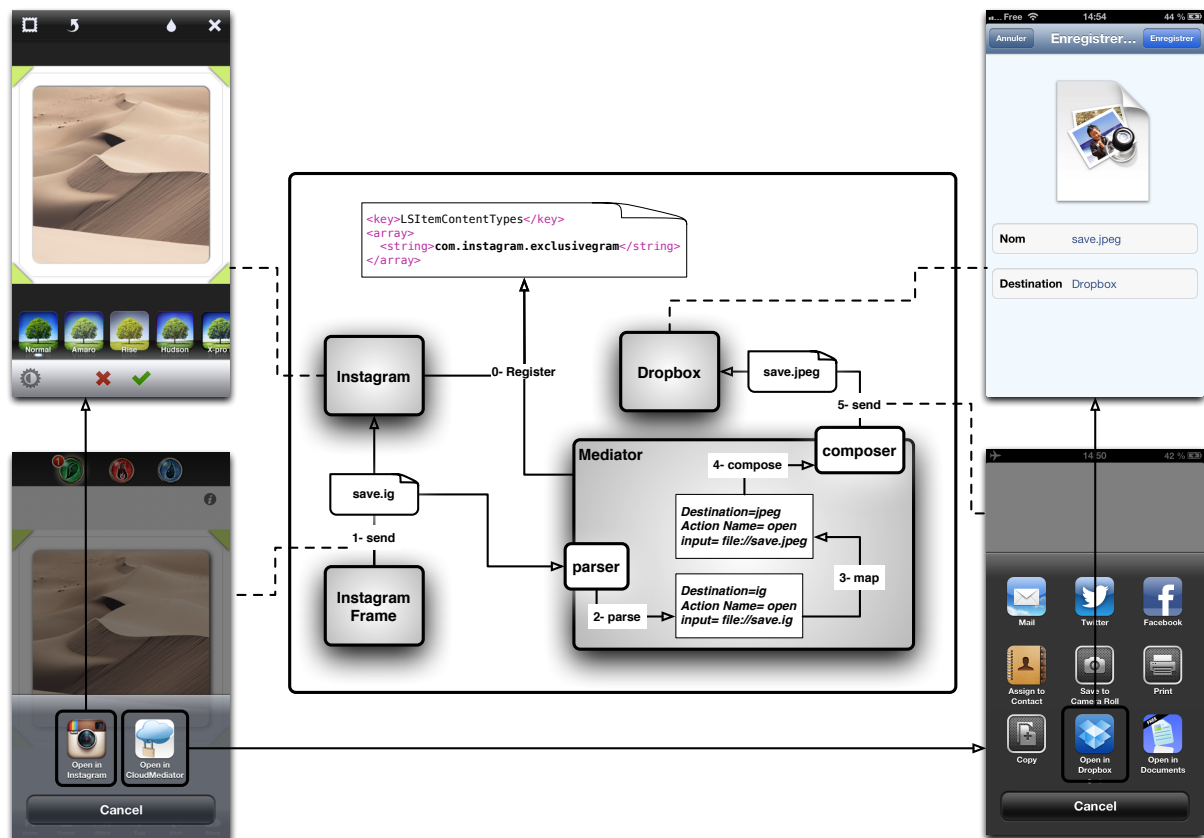 Normal
Amaro
Rise
Hudson
X-pro
1
Open in
Instagram
Open in
CloudMediator
Cancel
<key>LSItemContentTypes</key>
<array>
<string>com.instagram.exclusivegram</string>
</array>
Instagram
0- Register
Dropbox
save.jpeg
5- send
save.ig
1- send
Instagram
Frame
Mediator
composer
4- compose
Destination=jpeg
Action Name= open
input= file://save.jpeg
parser
3- map
2- parse
Destination=ig
Action Name= open
input= file://save.ig
Free 14:54 44 %
Annuler Enregistrer... Enregistrer
Nom save.jpeg
Destination Dropbox
14 50 42 %
Mail
Twitter
Facebook
Assign to
Contact
Save to
Camera Roll
Print
Copy
Open in
Dropbox
FREE
Open in
Documents
Cancel